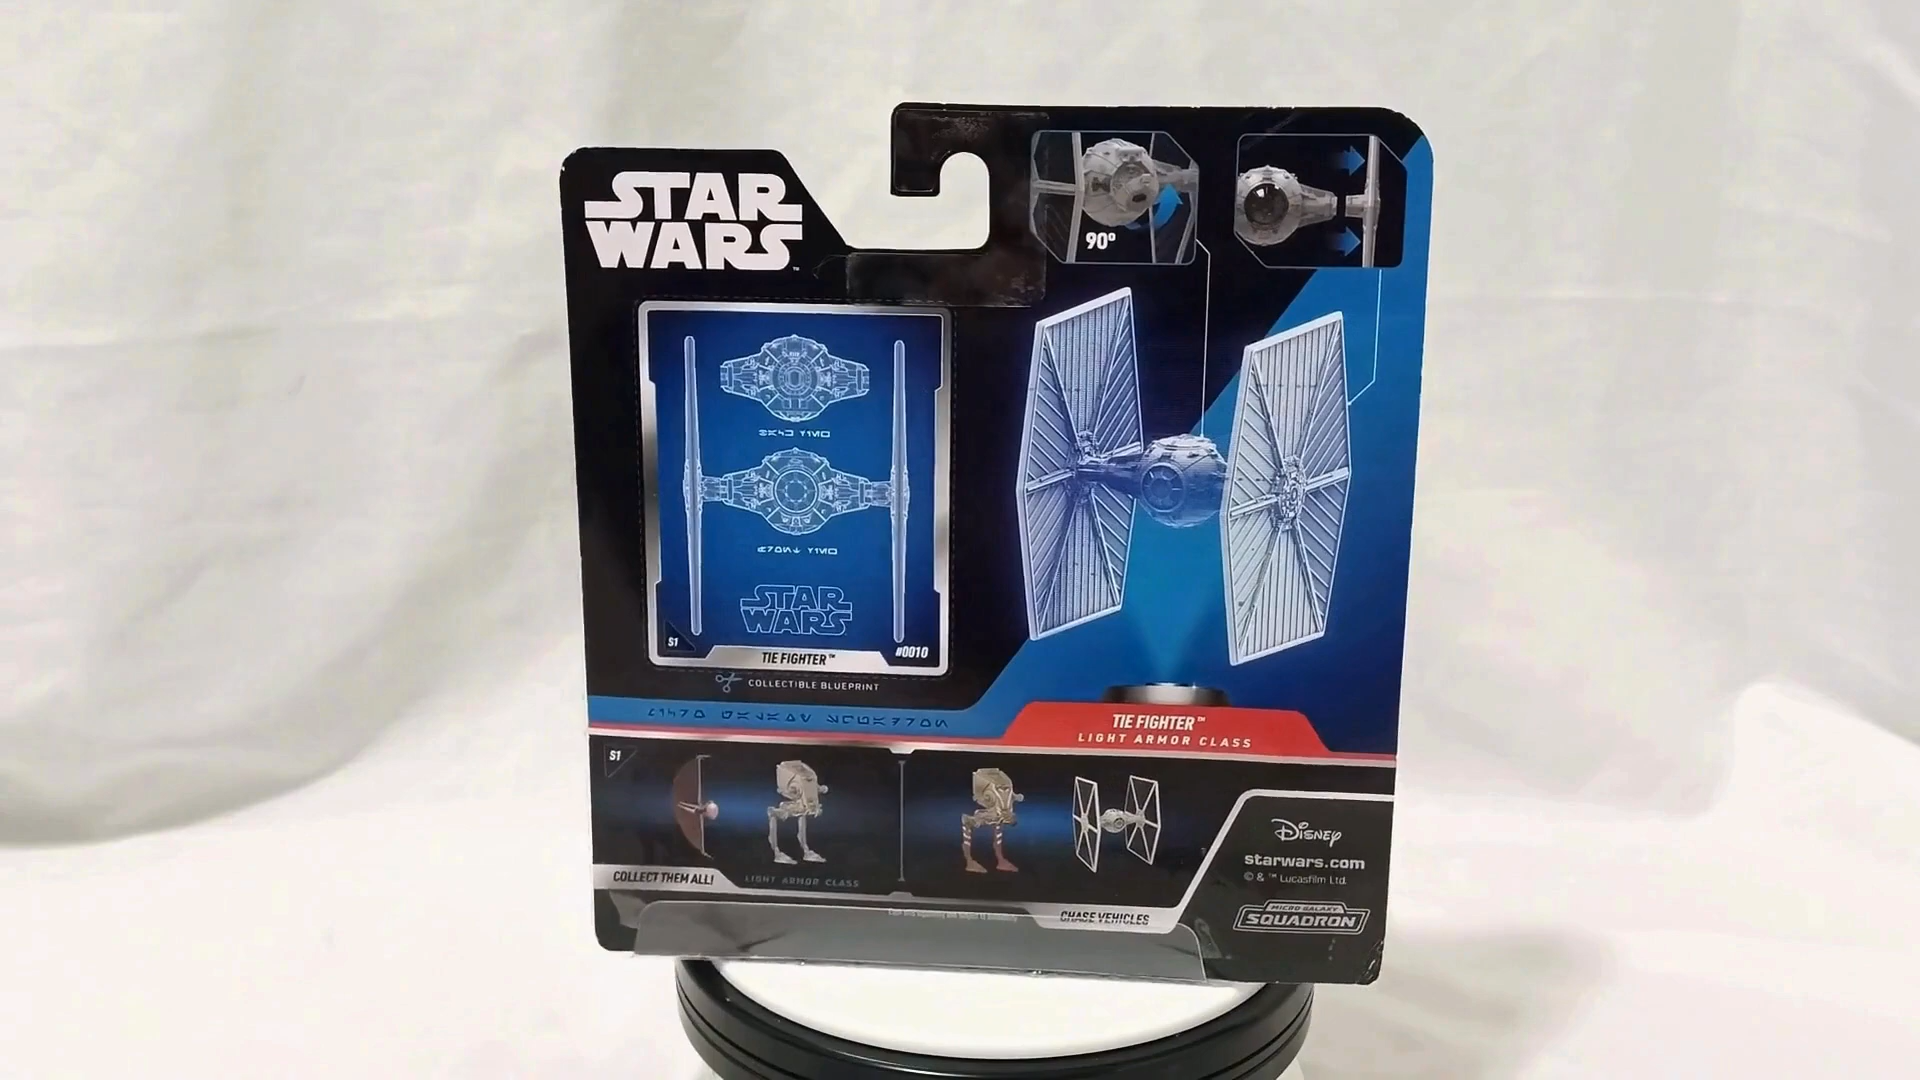 STAR
WARS
™
90°
STAR
WARS
S1
TIE FIGHTER™
#0010
COLLECTIBLE BLUEPRINT
TIE FIGHTER™
LIGHT ARMOR CLASS
S1
COLLECT THEM ALL!
LIGHT ARMOR CLASS
CHASE VEHICLES
Disney
starwars.com
© & ™ Lucasfilm Ltd.
MICRO GALAXY
SQUADRON